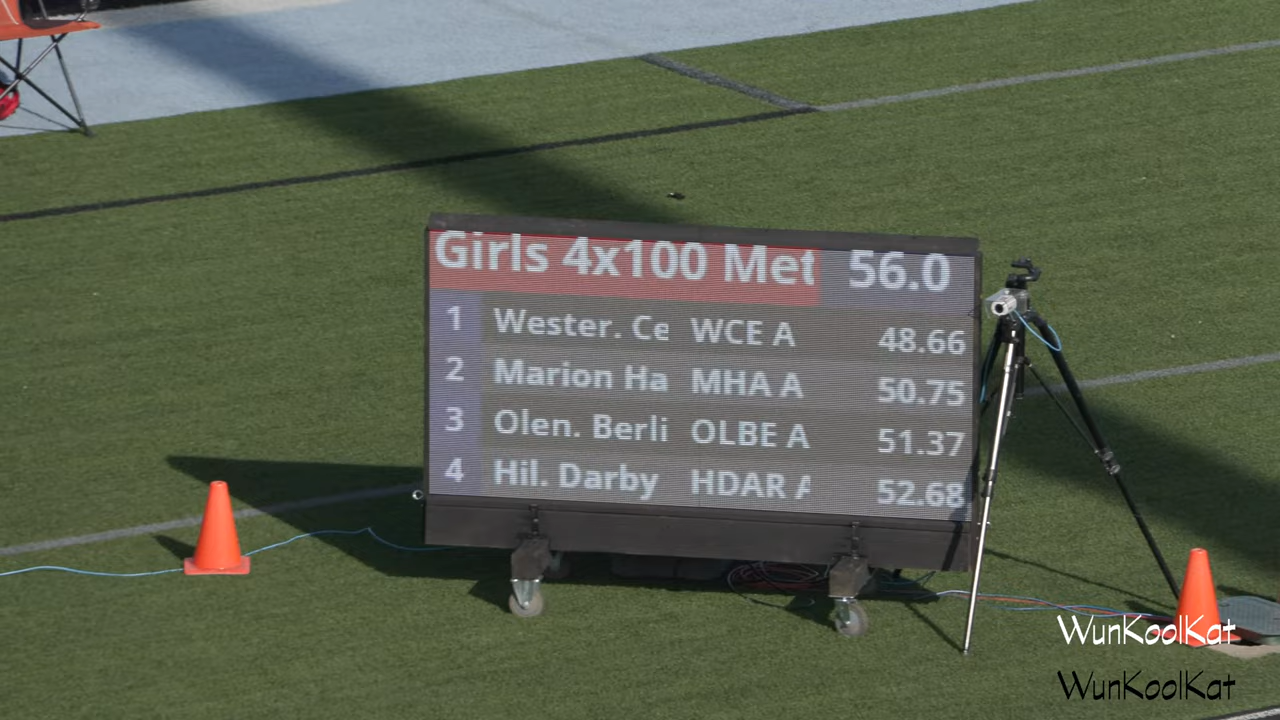 Girls 4x100 Met 56.0
1 Wester. Ce WCE A 48.66
2 Marion Ha MHA A 50.75
3 Olen. Berli OLBE A 51.37
4 Hil. Darby HDAR A 52.68
WunKoolKat
WunKoolKat